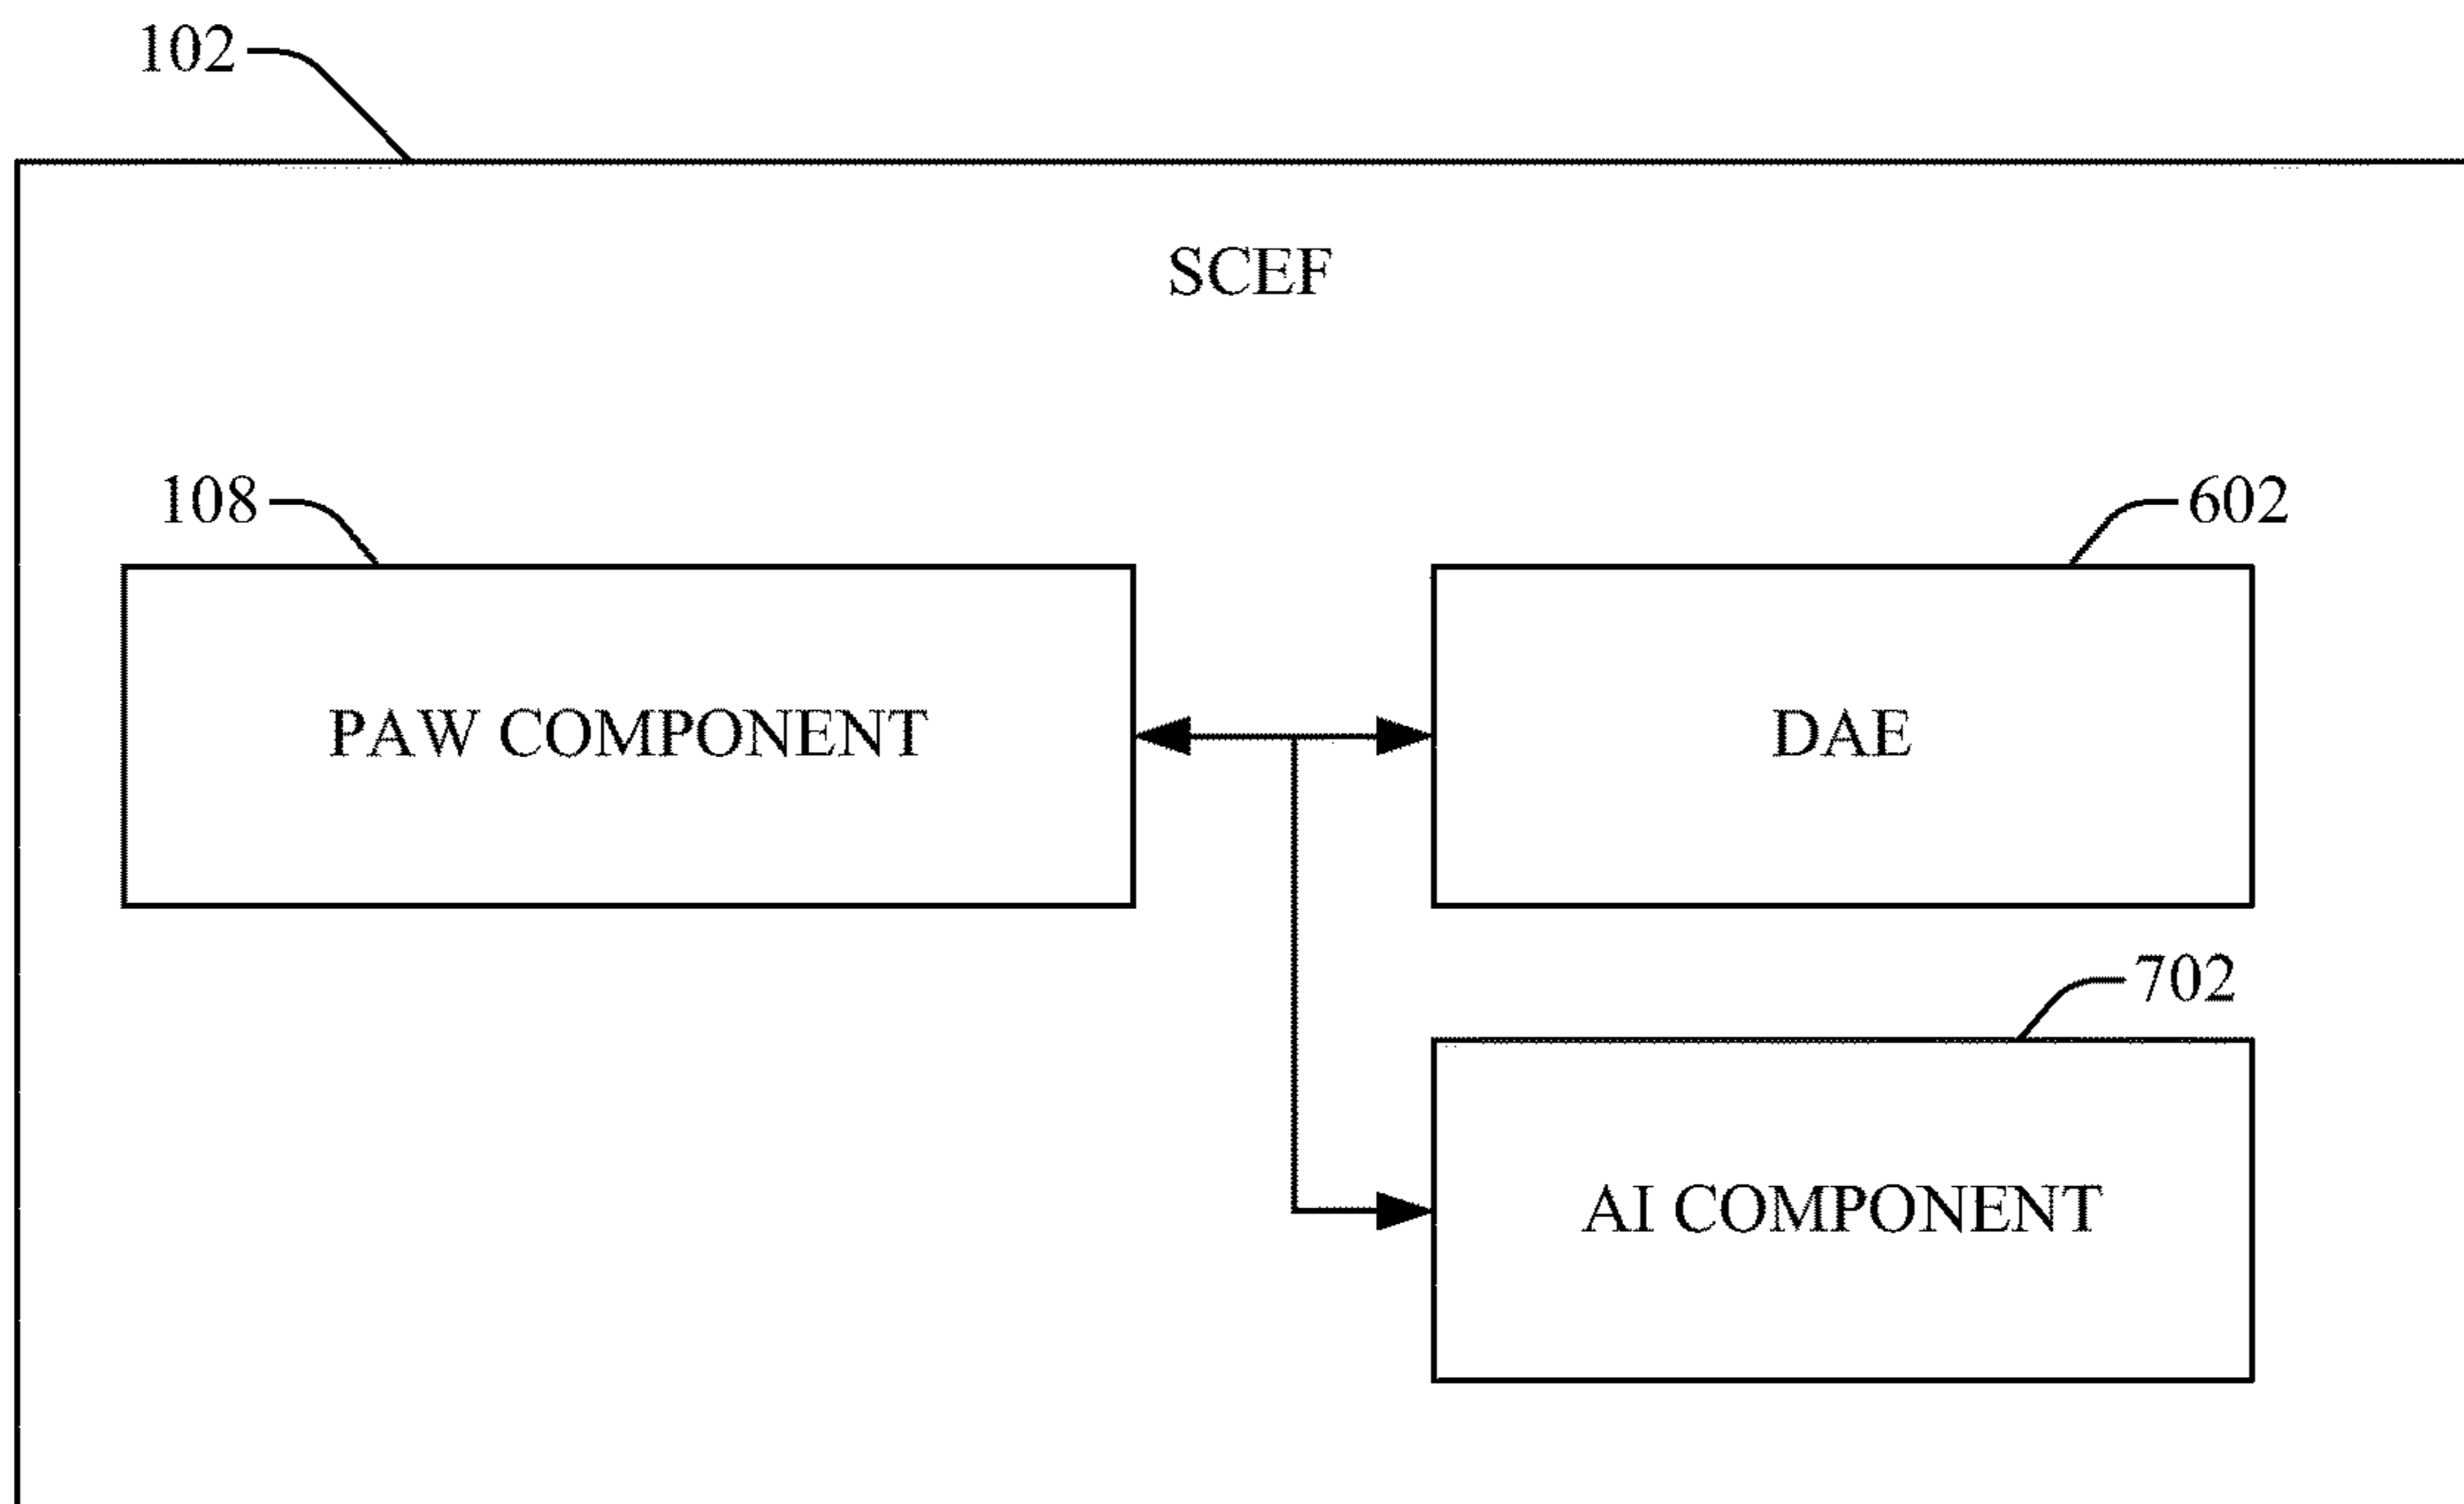 102
SCEF
108
602
PAW COMPONENT
DAE
702
AI COMPONENT